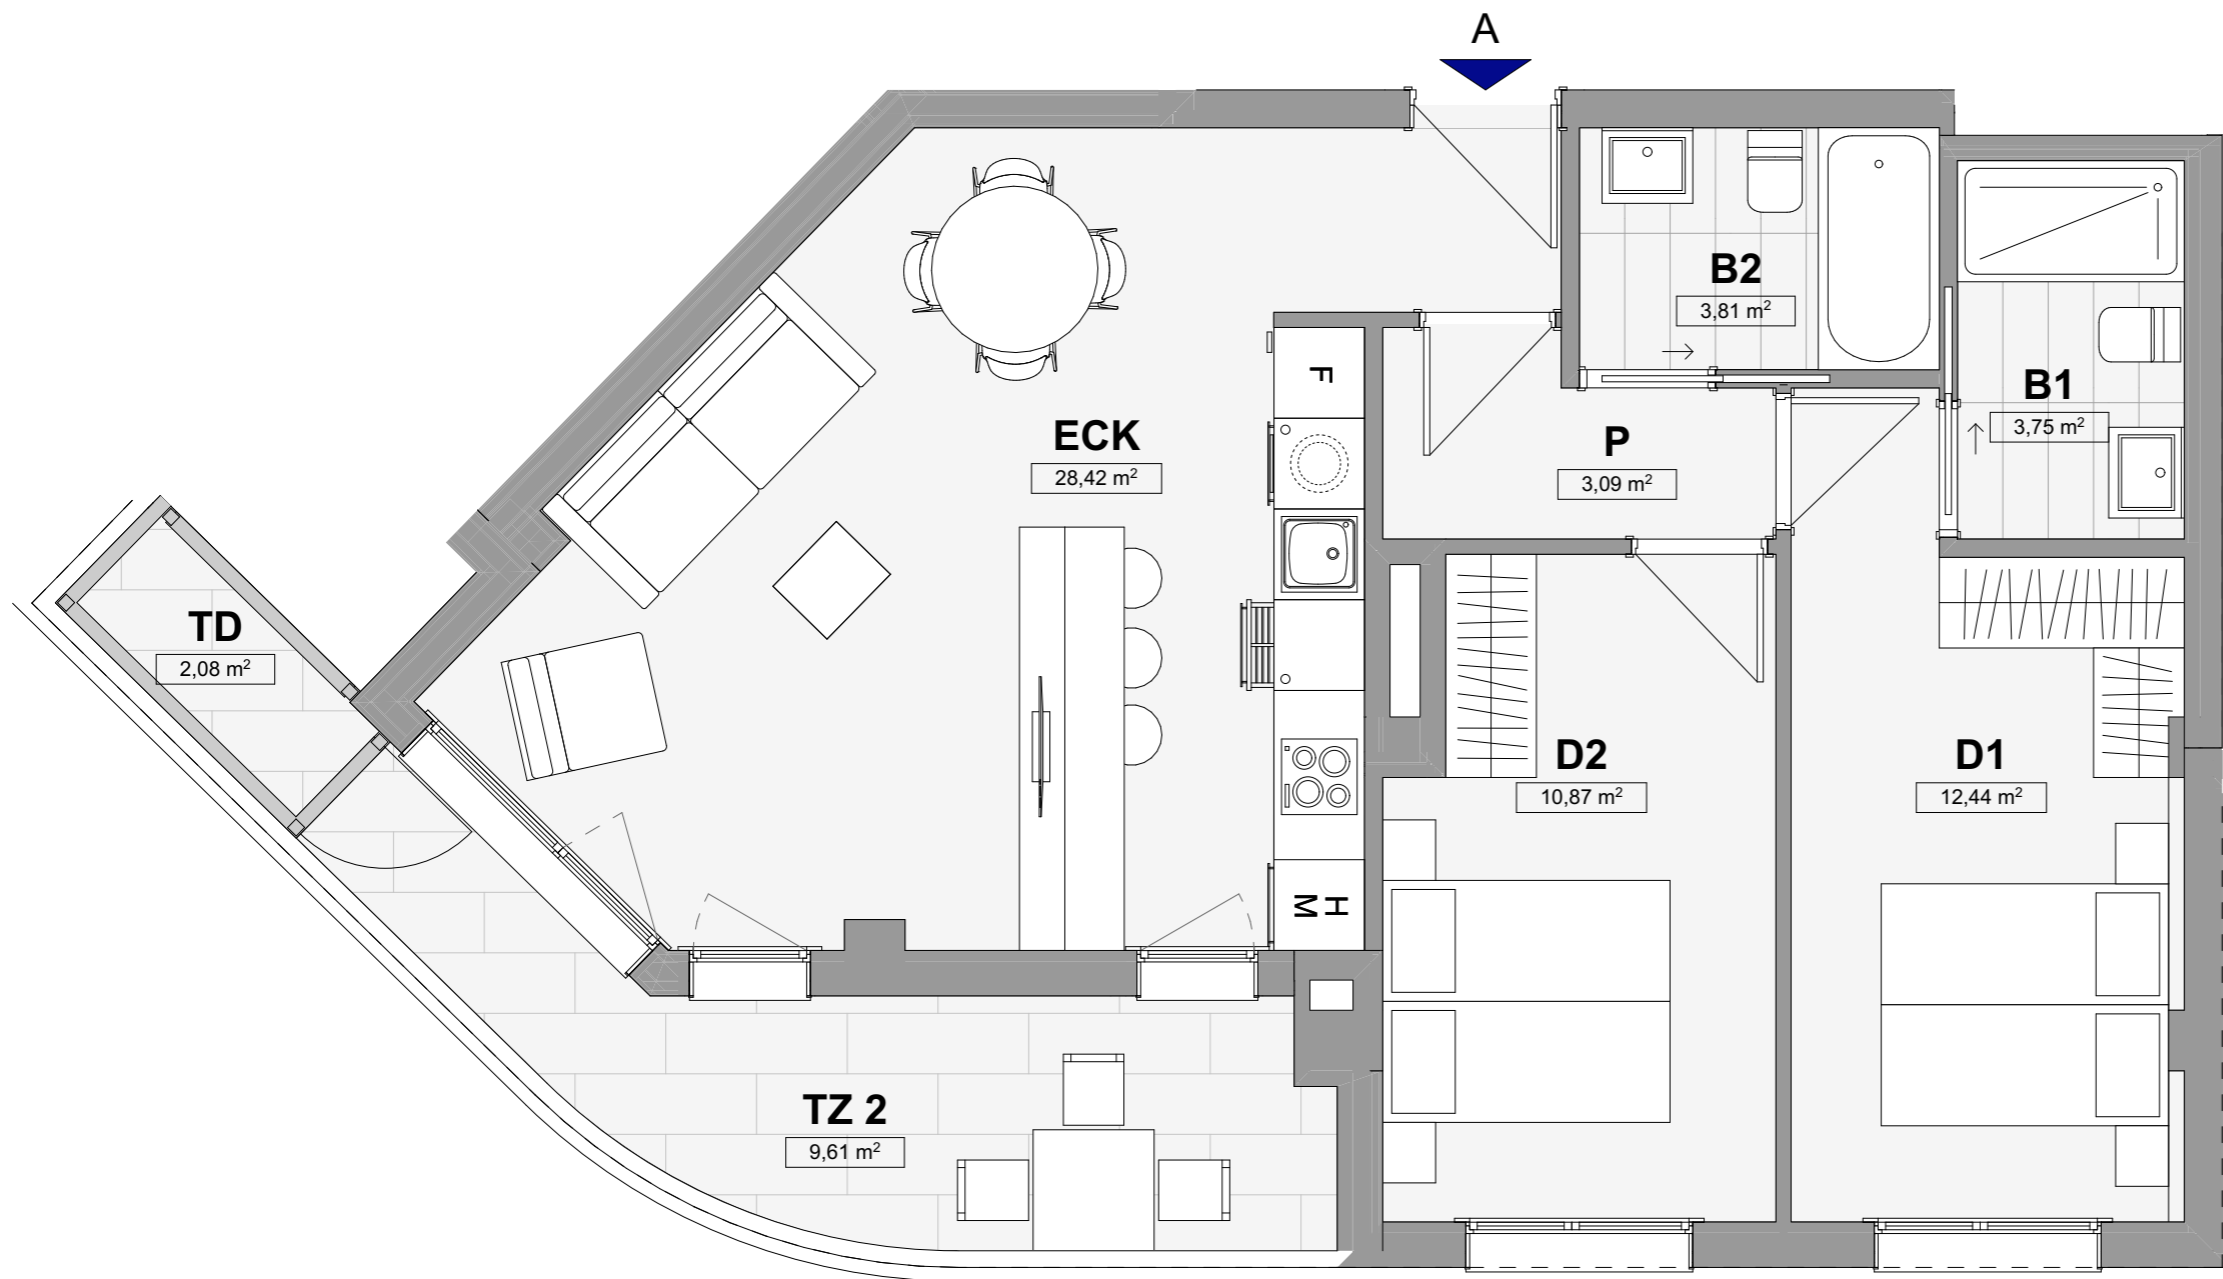 A
B2
3,81 m²
B1
3,75 m²
F
ECK
28,42 m²
P
3,09 m²
TD
2,08 m²
D2
10,87 m²
D1
12,44 m²
H
M
TZ 2
9,61 m²